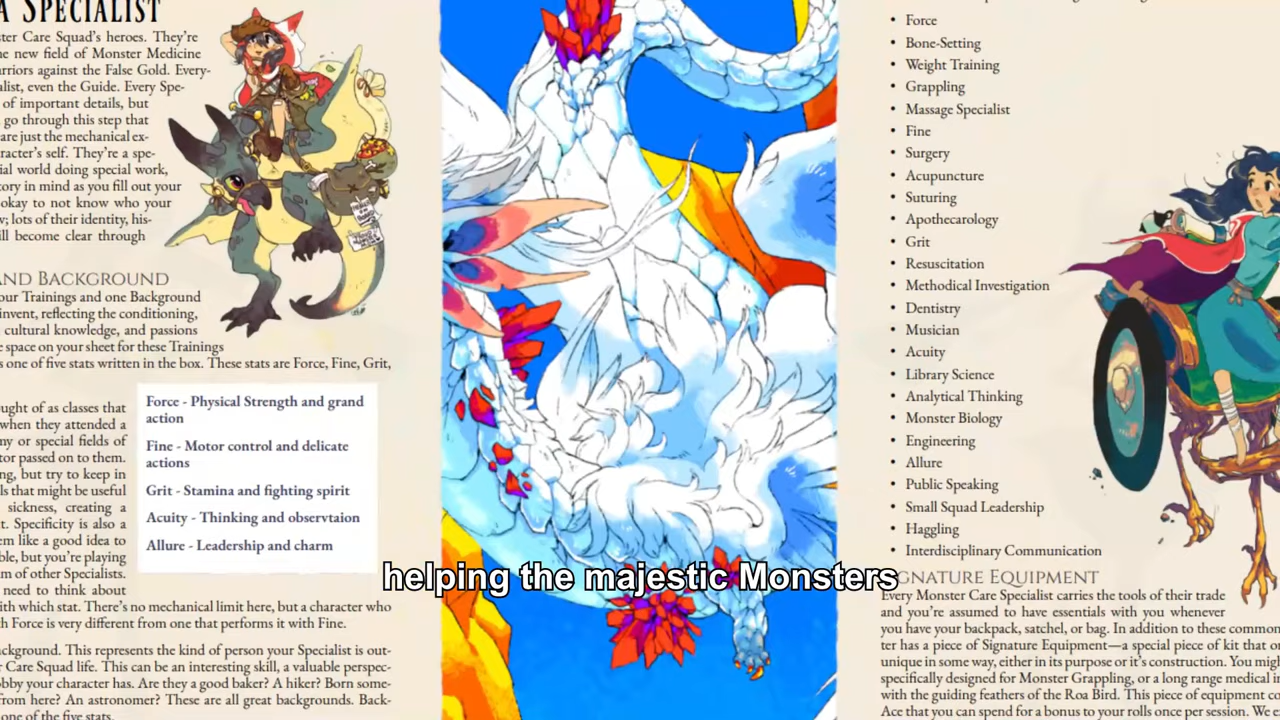 A SPECIALIST
ster Care Squad's heroes. They're
ne new field of Monster Medicine
rriors against the False Gold. Every-
alist, even the Guide. Every Spe-
of important details, but
go through this step that
are just the mechanical ex-
racter's self. They're a spe-
ial world doing special work,
tory in mind as you fill out your
okay to not know who your
w; lots of their identity, his-
ill become clear through
AND BACKGROUND
our Trainings and one Background
invent, reflecting the conditioning,
cultural knowledge, and passions
e space on your sheet for these Trainings
s one of five stats written in the box. These stats are Force, Fine, Grit,
ught of as classes that
when they attended a
ny or special fields of
tor passed on to them.
ng, but try to keep in
ls that might be useful
sickness, creating a
t. Specificity is also a
em like a good idea to
ble, but you're playing
m of other Specialists.
need to think about
ith which stat. There's no mechanical limit here, but a character who
h Force is very different from one that performs it with Fine.
ckground. This represents the kind of person your Specialist is out-
r Care Squad life. This can be an interesting skill, a valuable perspec-
obby your character has. Are they a good baker? A hiker? Born some-
from here? An astronomer? These are all great backgrounds. Back-
one of the five stats.
Force - Physical Strength and grand
action
Fine - Motor control and delicate
actions
Grit - Stamina and fighting spirit
Acuity - Thinking and observtaion
Allure - Leadership and charm
helping the majestic Monsters
• Force
• Bone-Setting
• Weight Training
• Grappling
• Massage Specialist
• Fine
• Surgery
• Acupuncture
• Suturing
• Apothecarology
• Grit
• Resuscitation
• Methodical Investigation
• Dentistry
• Musician
• Acuity
• Library Science
• Analytical Thinking
• Monster Biology
• Engineering
• Allure
• Public Speaking
• Small Squad Leadership
• Haggling
• Interdisciplinary Communication
GNATURE EQUIPMENT
Every Monster Care Specialist carries the tools of their trade
and you're assumed to have essentials with you whenever
you have your backpack, satchel, or bag. In addition to these common
ter has a piece of Signature Equipment—a special piece of kit that
unique in some way, either in its purpose or it's construction. You mig
specifically designed for Monster Grappling, or a long range medical in
with the guiding feathers of the Roa Bird. This piece of equipment co
Ace that you can spend for a bonus to your rolls once per session. We